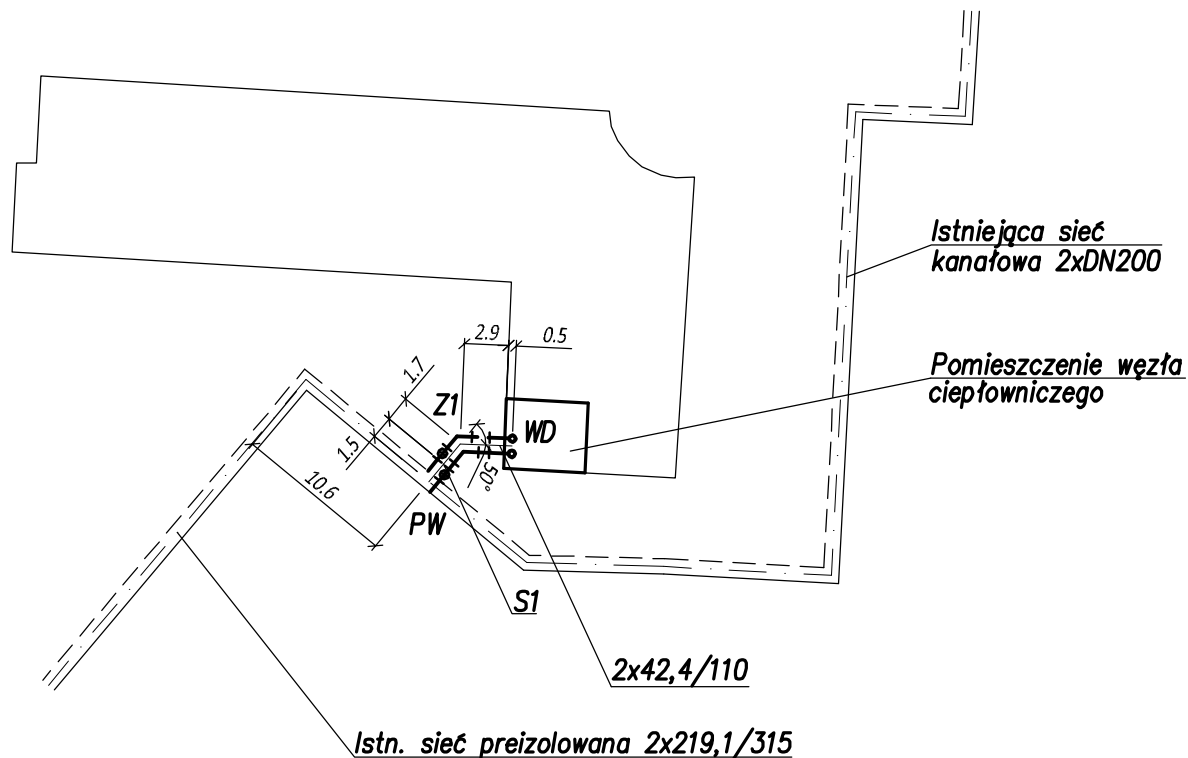 Istniejąca sieć
kanałowa 2xDN200
2.9
0.5
Pomieszczenie węzła
ciepłowniczego
1.7
Z1
WD
1.5
50°
10.6
PW
S1
2x42,4/110
Istn. sieć preizolowana 2x219,1/315